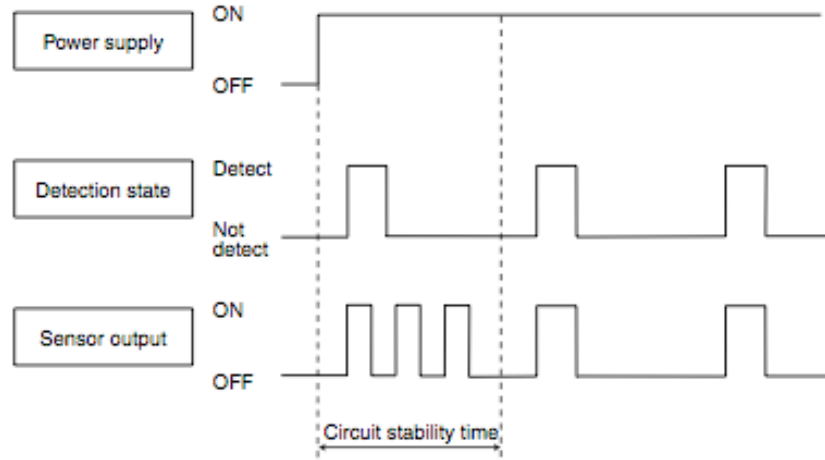 Power supply
ON
OFF
Detection state
Detect
Not
detect
Sensor output
ON
OFF
Circuit stability time